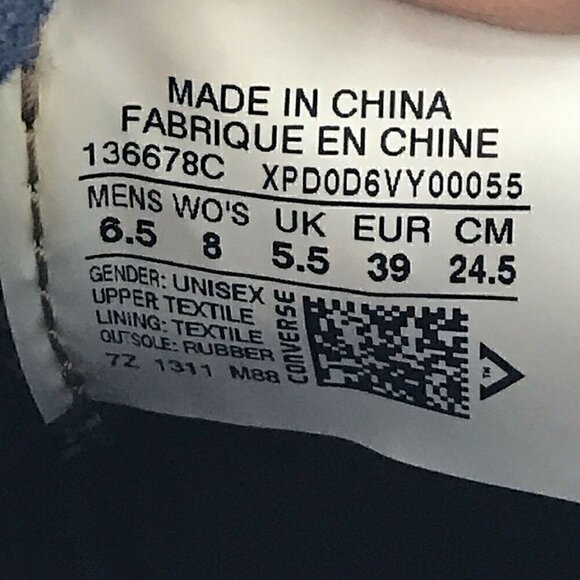 MADE IN CHINA
FABRIQUE EN CHINE
136678C XPD0D6VY00055
MENS WO'S UK EUR CM
6.5 8 5.5 39 24.5
GENDER: UNISEX
UPPER: TEXTILE
LINING: TEXTILE
OUTSOLE: RUBBER
7Z 1311 M88
CONVERSE
TM